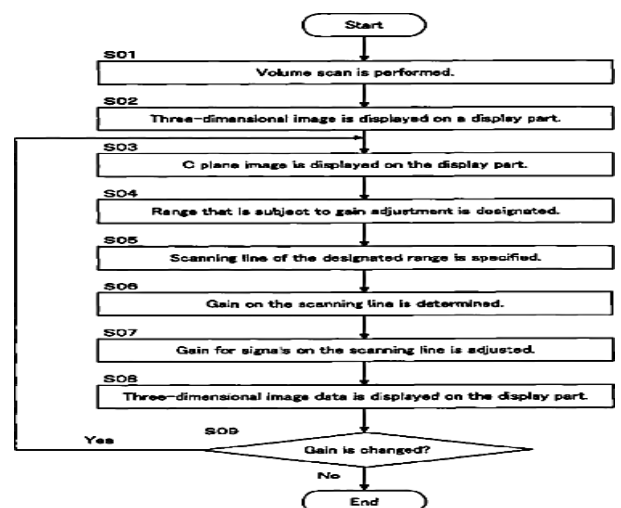 Start
S01
Volume scan is performed.
S02
Three-dimensional image is displayed on a display part.
S03
C plane image is displayed on the display part.
S04
Range that is subject to gain adjustment is designated.
S05
Scanning line of the designated range is specified.
S06
Gain on the scanning line is determined.
S07
Gain for signals on the scanning line is adjusted.
S08
Three-dimensional image data is displayed on the display part.
S09
Yes
Gain is changed?
No
End